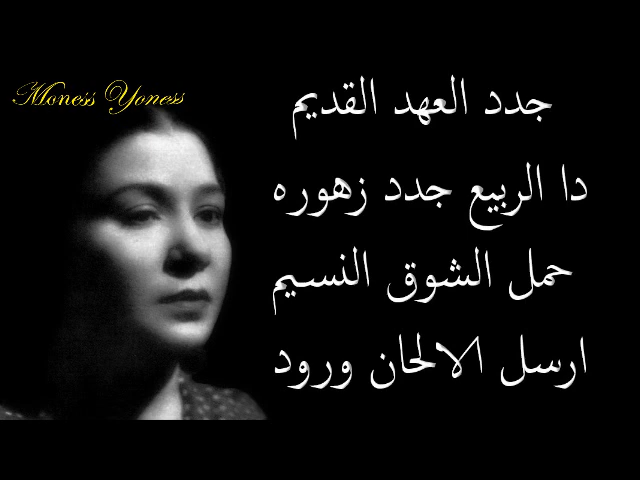 Moness Yoness
جدد العهد القديم
دا الربيع جدد زهوره
حمل الشوق النسيم
ارسل الالحان ورود